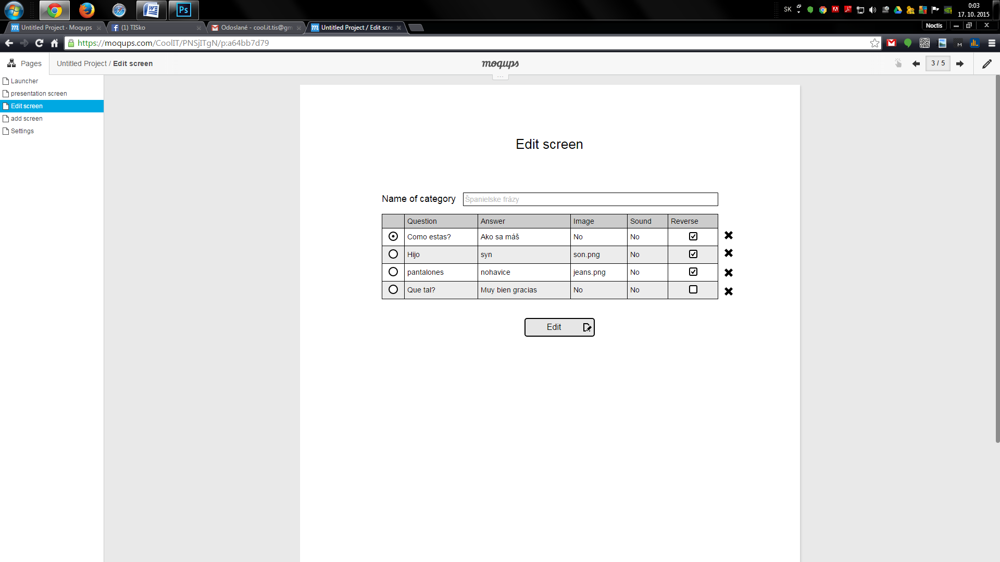 SK
0:03
17. 10. 2015
Untitled Project · Moqups
(1) TISko
Odoslané - cool.it.tis@gm
Untitled Project / Edit scre
Noctis
https://moqups.com/CoolIT/PNSjITgN/p:a64bb7d79
Pages
Untitled Project / Edit screen
moqups
3 / 5
Launcher
presentation screen
Edit screen
add screen
Settings
Edit screen
Name of category
Španielske frázy
Question Answer Image Sound Reverse
Como estas? Ako sa máš No No
Hijo syn son.png No
pantalones nohavice jeans.png No
Que tal? Muy bien gracias No No
Edit